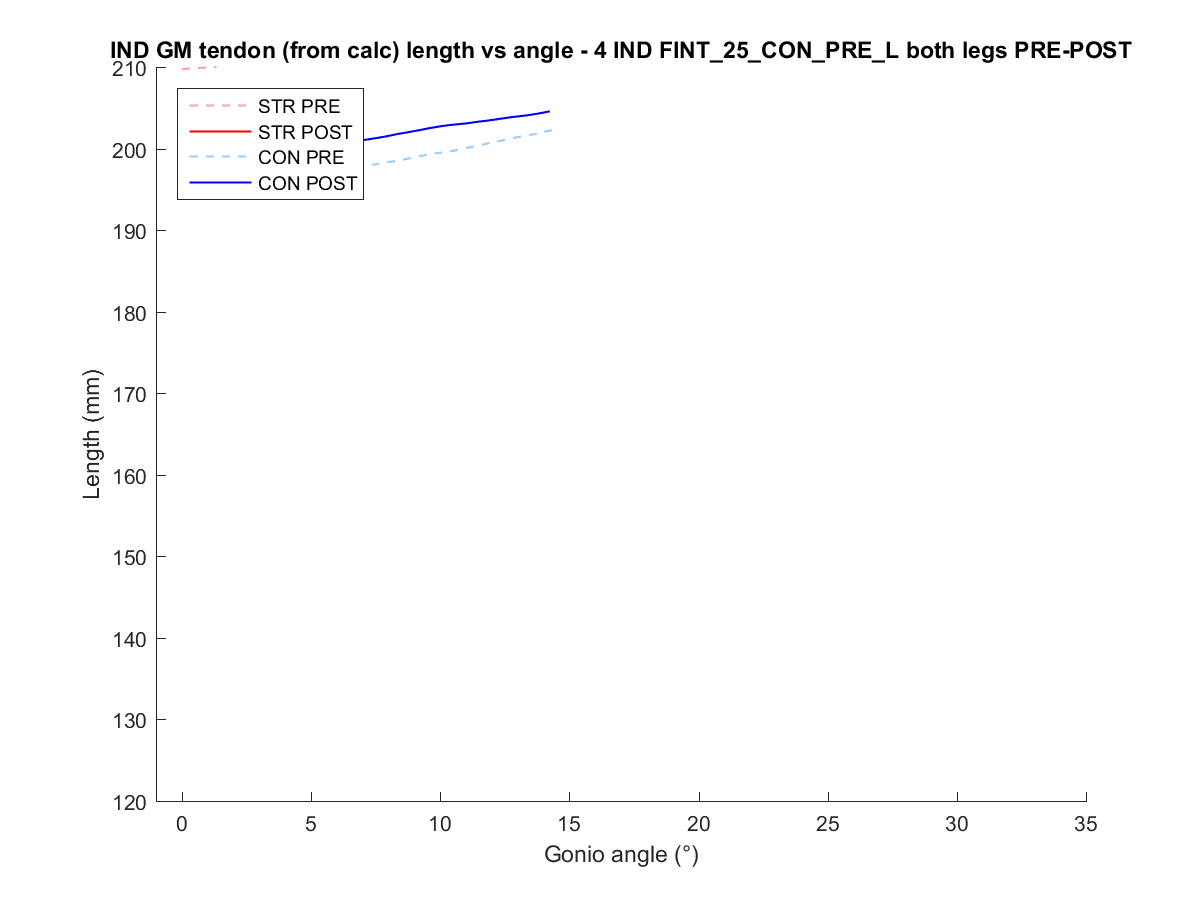 IND GM tendon (from calc) length vs angle - 4 IND FINT_25_CON_PRE_L both legs PRE-POST
210
200
190
180
170
160
150
140
130
120
Length (mm)
STR PRE
STR POST
CON PRE
CON POST
0 5 10 15 20 25 30 35
Gonio angle (°)